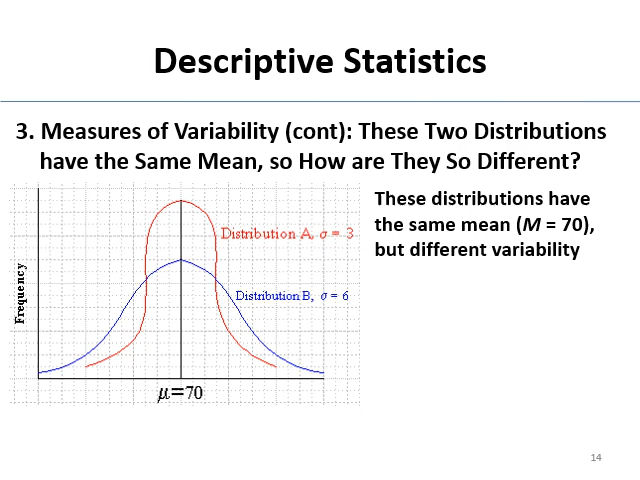 Descriptive Statistics
3. Measures of Variability (cont): These Two Distributions
have the Same Mean, so How are They So Different?
These distributions have
the same mean (M = 70),
but different variability
Distribution A, σ = 3
Distribution B, σ = 6
Frequency
μ=70
14